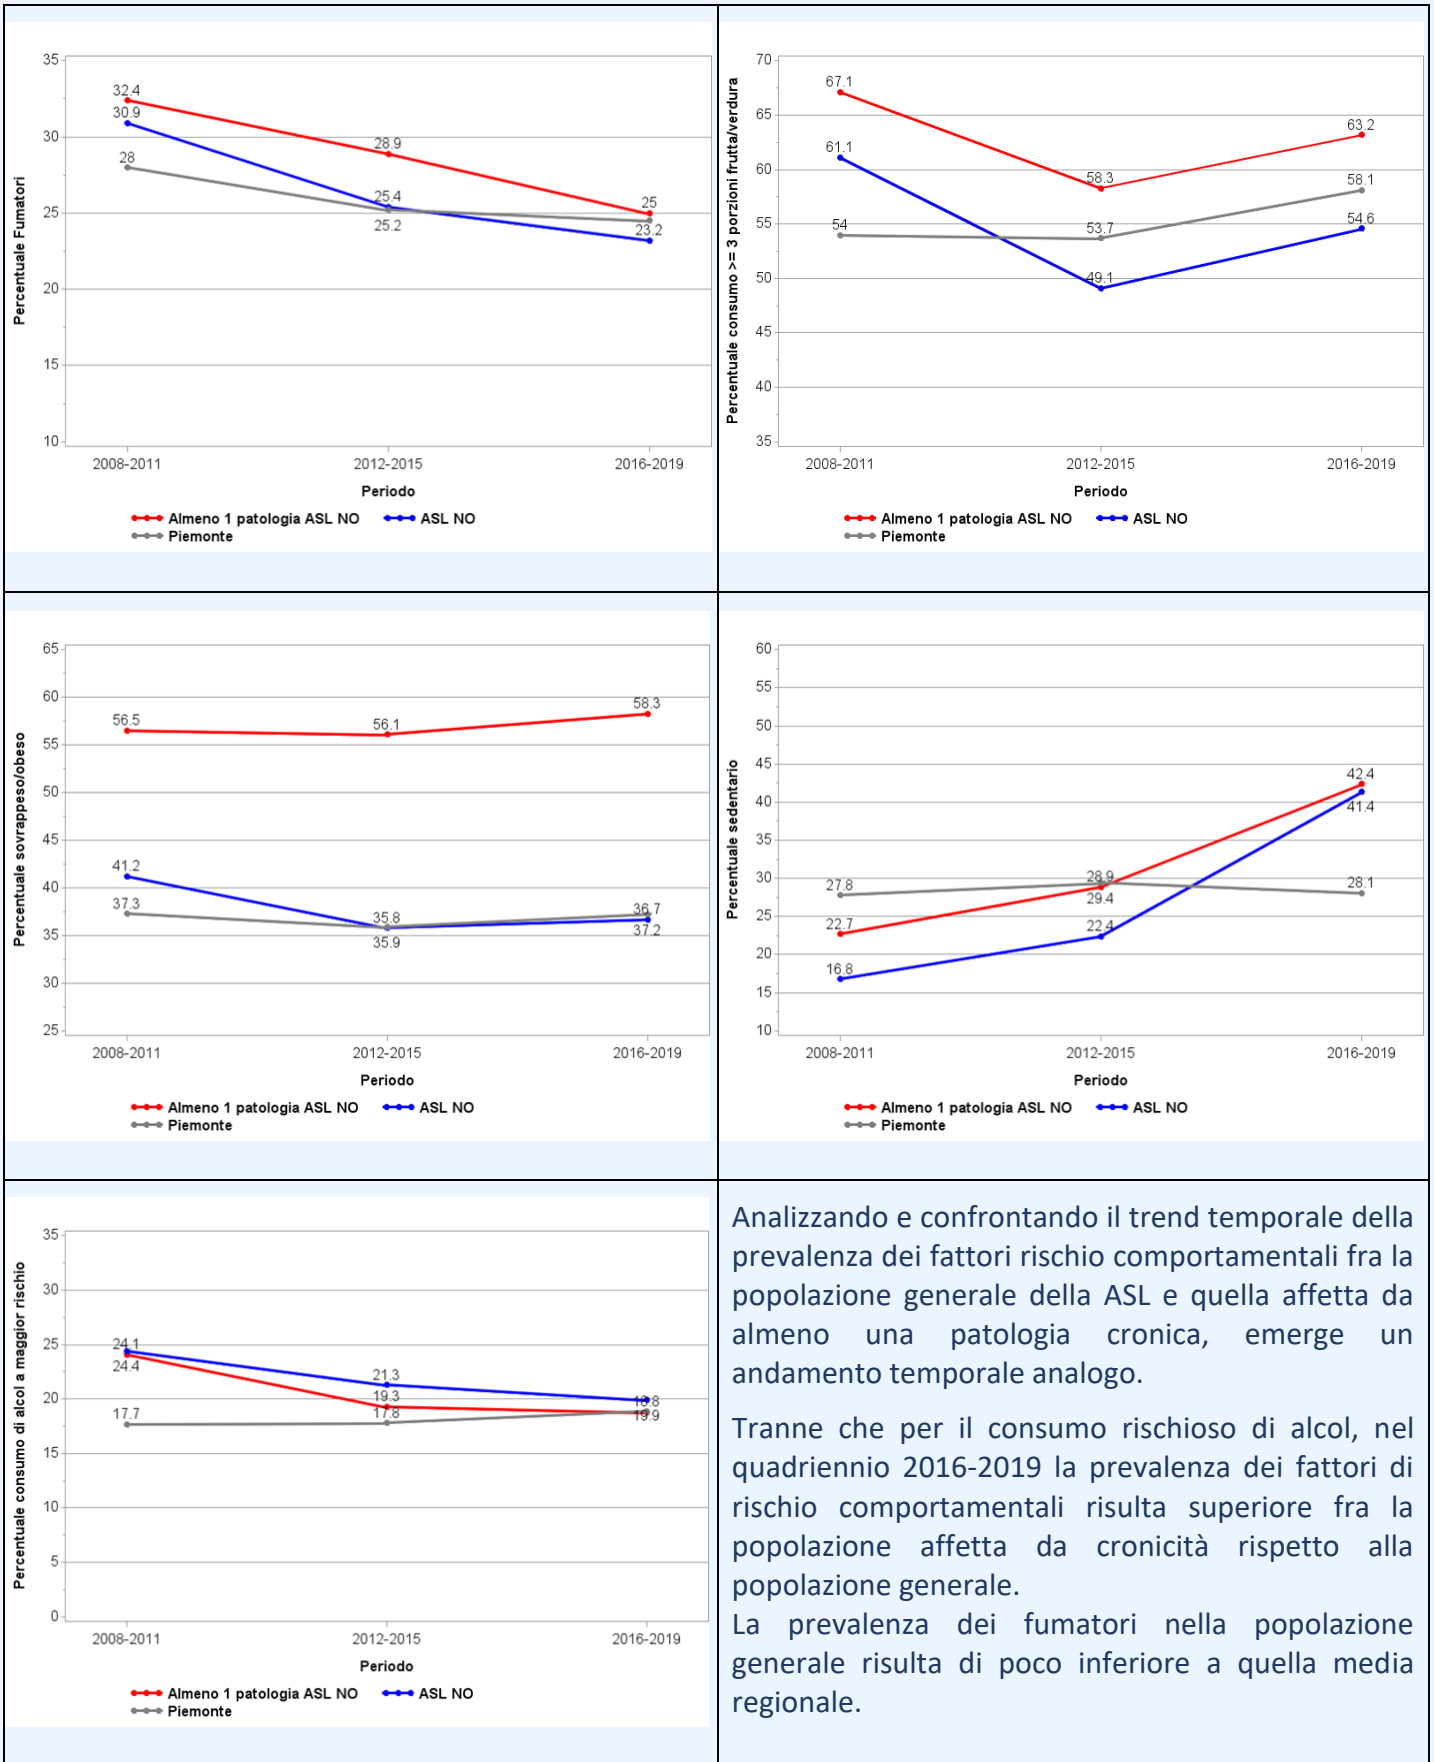 35
30
25
20
15
10
Percentuale Fumatori
32.4
30.9
28
28.9
25.4
25.2
25
23.2
2008-2011 2012-2015 2016-2019
Periodo
Almeno 1 patologia ASL NO ASL NO
Piemonte
70
65
60
55
50
45
40
35
Percentuale consumo >= 3 porzioni frutta/verdura
67.1
61.1
54
58.3
53.7
49.1
63.2
58.1
54.6
2008-2011 2012-2015 2016-2019
Periodo
Almeno 1 patologia ASL NO ASL NO
Piemonte
65
60
55
50
45
40
35
30
25
Percentuale sovrappeso/obeso
56.5
41.2
37.3
56.1
35.8
35.9
58.3
36.7
37.2
2008-2011 2012-2015 2016-2019
Periodo
Almeno 1 patologia ASL NO ASL NO
Piemonte
60
55
50
45
40
35
30
25
20
15
10
Percentuale sedentario
27.8
22.7
16.8
28.9
29.4
22.4
42.4
41.4
28.1
2008-2011 2012-2015 2016-2019
Periodo
Almeno 1 patologia ASL NO ASL NO
Piemonte
35
30
25
20
15
10
5
0
Percentuale consumo di alcol a maggior rischio
24.1
24.4
17.7
21.3
19.3
17.8
19.9
2008-2011 2012-2015 2016-2019
Periodo
Almeno 1 patologia ASL NO ASL NO
Piemonte
Analizzando e confrontando il trend temporale della
prevalenza dei fattori rischio comportamentali fra la
popolazione generale della ASL e quella affetta da
almeno una patologia cronica, emerge un
andamento temporale analogo.
Tranne che per il consumo rischioso di alcol, nel
quadriennio 2016-2019 la prevalenza dei fattori di
rischio comportamentali risulta superiore fra la
popolazione affetta da cronicità rispetto alla
popolazione generale.
La prevalenza dei fumatori nella popolazione
generale risulta di poco inferiore a quella media
regionale.